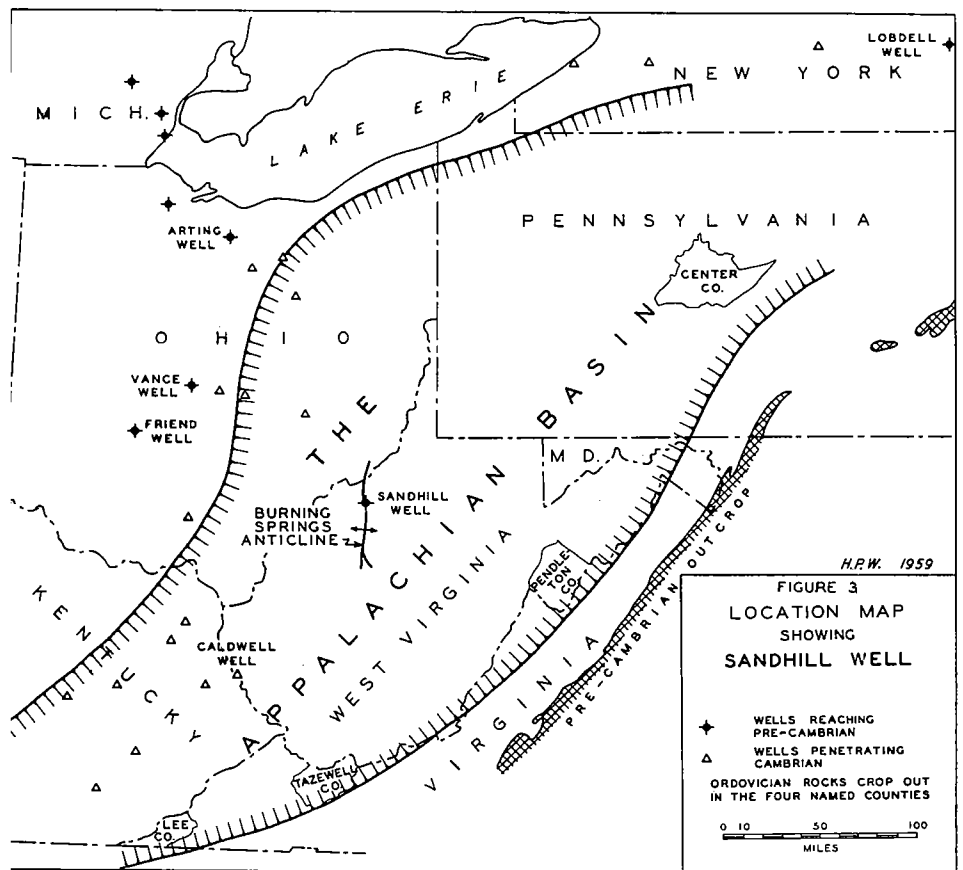 LOBDELL
WELL
NEW YORK
MICH.
LAKE ERIE
PENNSYLVANIA
ARTING
WELL
CENTER
CO.
OHIO
VANCE
WELL
FRIEND
WELL
THE
APPALACHIAN BASIN
MD.
SANDHILL
WELL
BURNING
SPRINGS
ANTICLINE
WEST VIRGINIA
PENDLE-
TON
CO.
PRE-CAMBRIAN OUTCROP
KENTUCKY
CALDWELL
WELL
VIRGINIA
TAZEWELL
CO.
LEE
CO.
H.P.W. 1959
FIGURE 3
LOCATION MAP
SHOWING
SANDHILL WELL
WELLS REACHING
PRE-CAMBRIAN
WELLS PENETRATING
CAMBRIAN
ORDOVICIAN ROCKS CROP OUT
IN THE FOUR NAMED COUNTIES
0 10 50 100
MILES